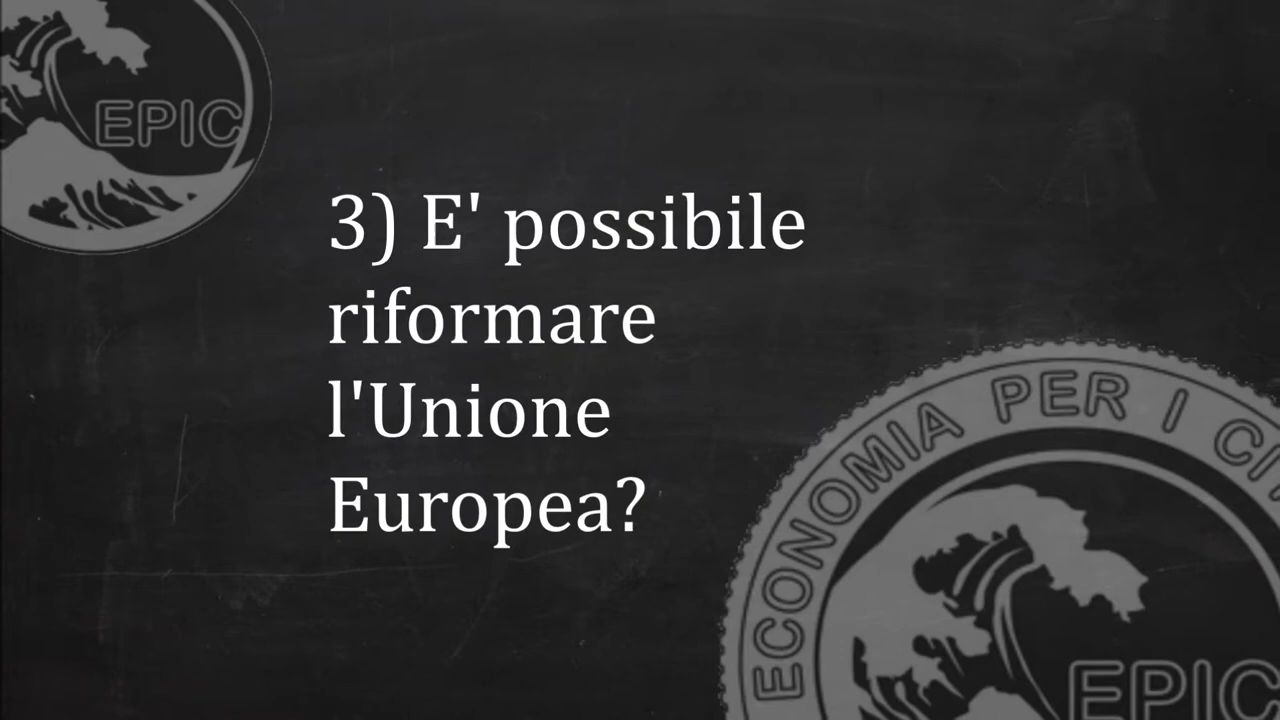 EPIC
3) E' possibile
riformare
l'Unione
Europea?
ECONOMIA PER I
EPIC